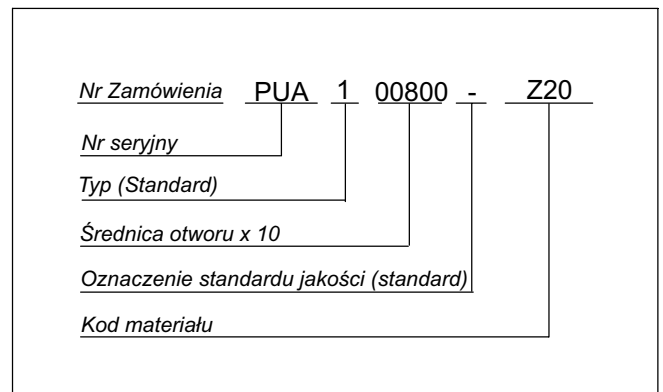 Nr Zamówienia PUA 1 00800 - Z20
Nr seryjny
Typ (Standard)
Średnica otworu x 10
Oznaczenie standardu jakości (standard)
Kod materiału